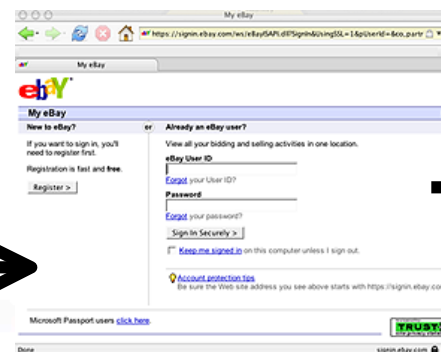 My eBay
https://signin.ebay.com/ws/eBayISAPI.dll?SignIn&UsingSSL=1&pUserId=&co_partr
My eBay
ebY
My eBay
New to eBay? or Already an eBay user?
If you want to sign in, you'll
need to register first.
Registration is fast and free.
Register >
View all your bidding and selling activities in one location.
eBay User ID
Forgot your User ID?
Password
Forgot your password?
Sign In Securely >
Keep me signed in on this computer unless I sign out.
Account protection tips
Be sure the Web site address you see above starts with https://signin.ebay.co
Microsoft Passport users click here.
TRUST
Done
signin.ebay.com